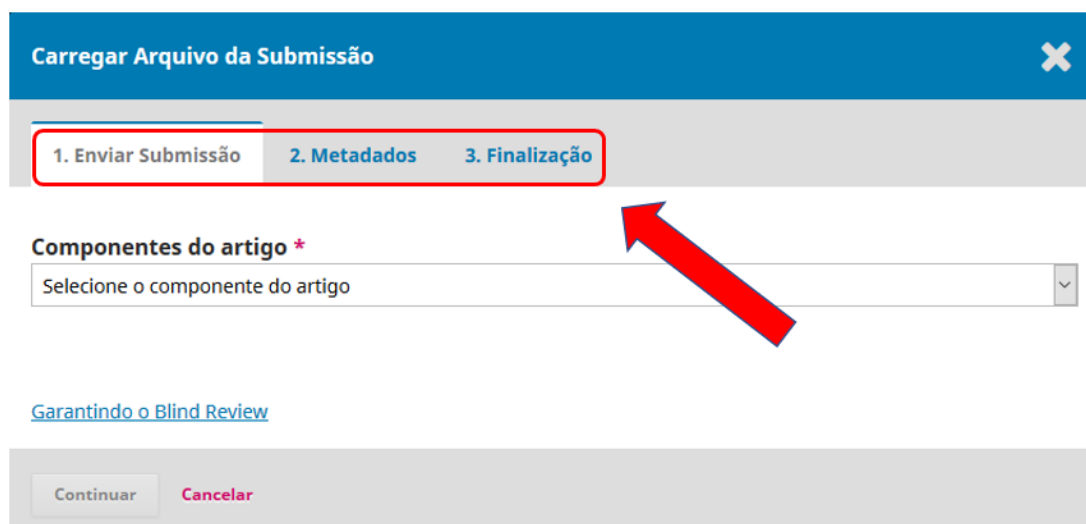 Carregar Arquivo da Submissão
1. Enviar Submissão 2. Metadados 3. Finalização
Componentes do artigo *
Selecione o componente do artigo
Garantindo o Blind Review
Continuar Cancelar